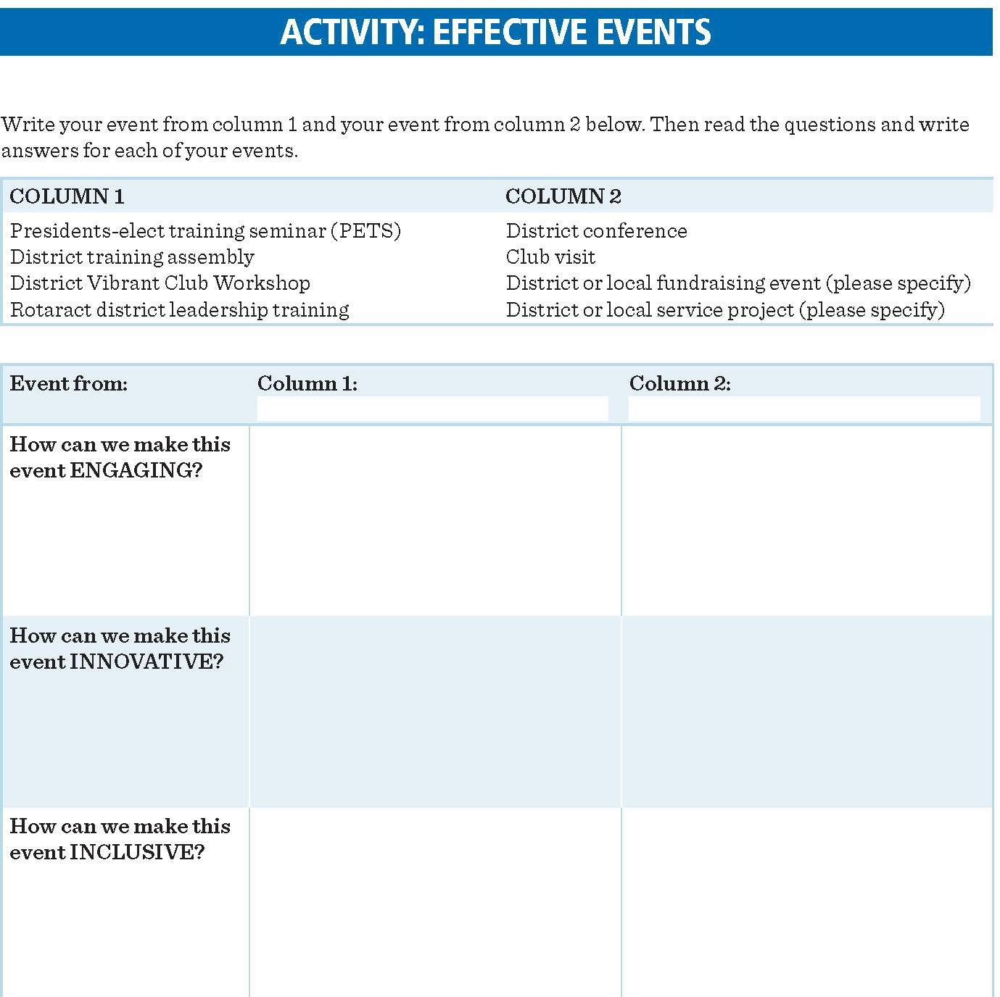 ACTIVITY: EFFECTIVE EVENTS
Write your event from column 1 and your event from column 2 below. Then read the questions and write
answers for each of your events.
COLUMN 1
Presidents-elect training seminar (PETS)
District training assembly
District Vibrant Club Workshop
Rotaract district leadership training
COLUMN 2
District conference
Club visit
District or local fundraising event (please specify)
District or local service project (please specify)
Event from:
Column 1:
Column 2:
How can we make this
event ENGAGING?
How can we make this
event INNOVATIVE?
How can we make this
event INCLUSIVE?